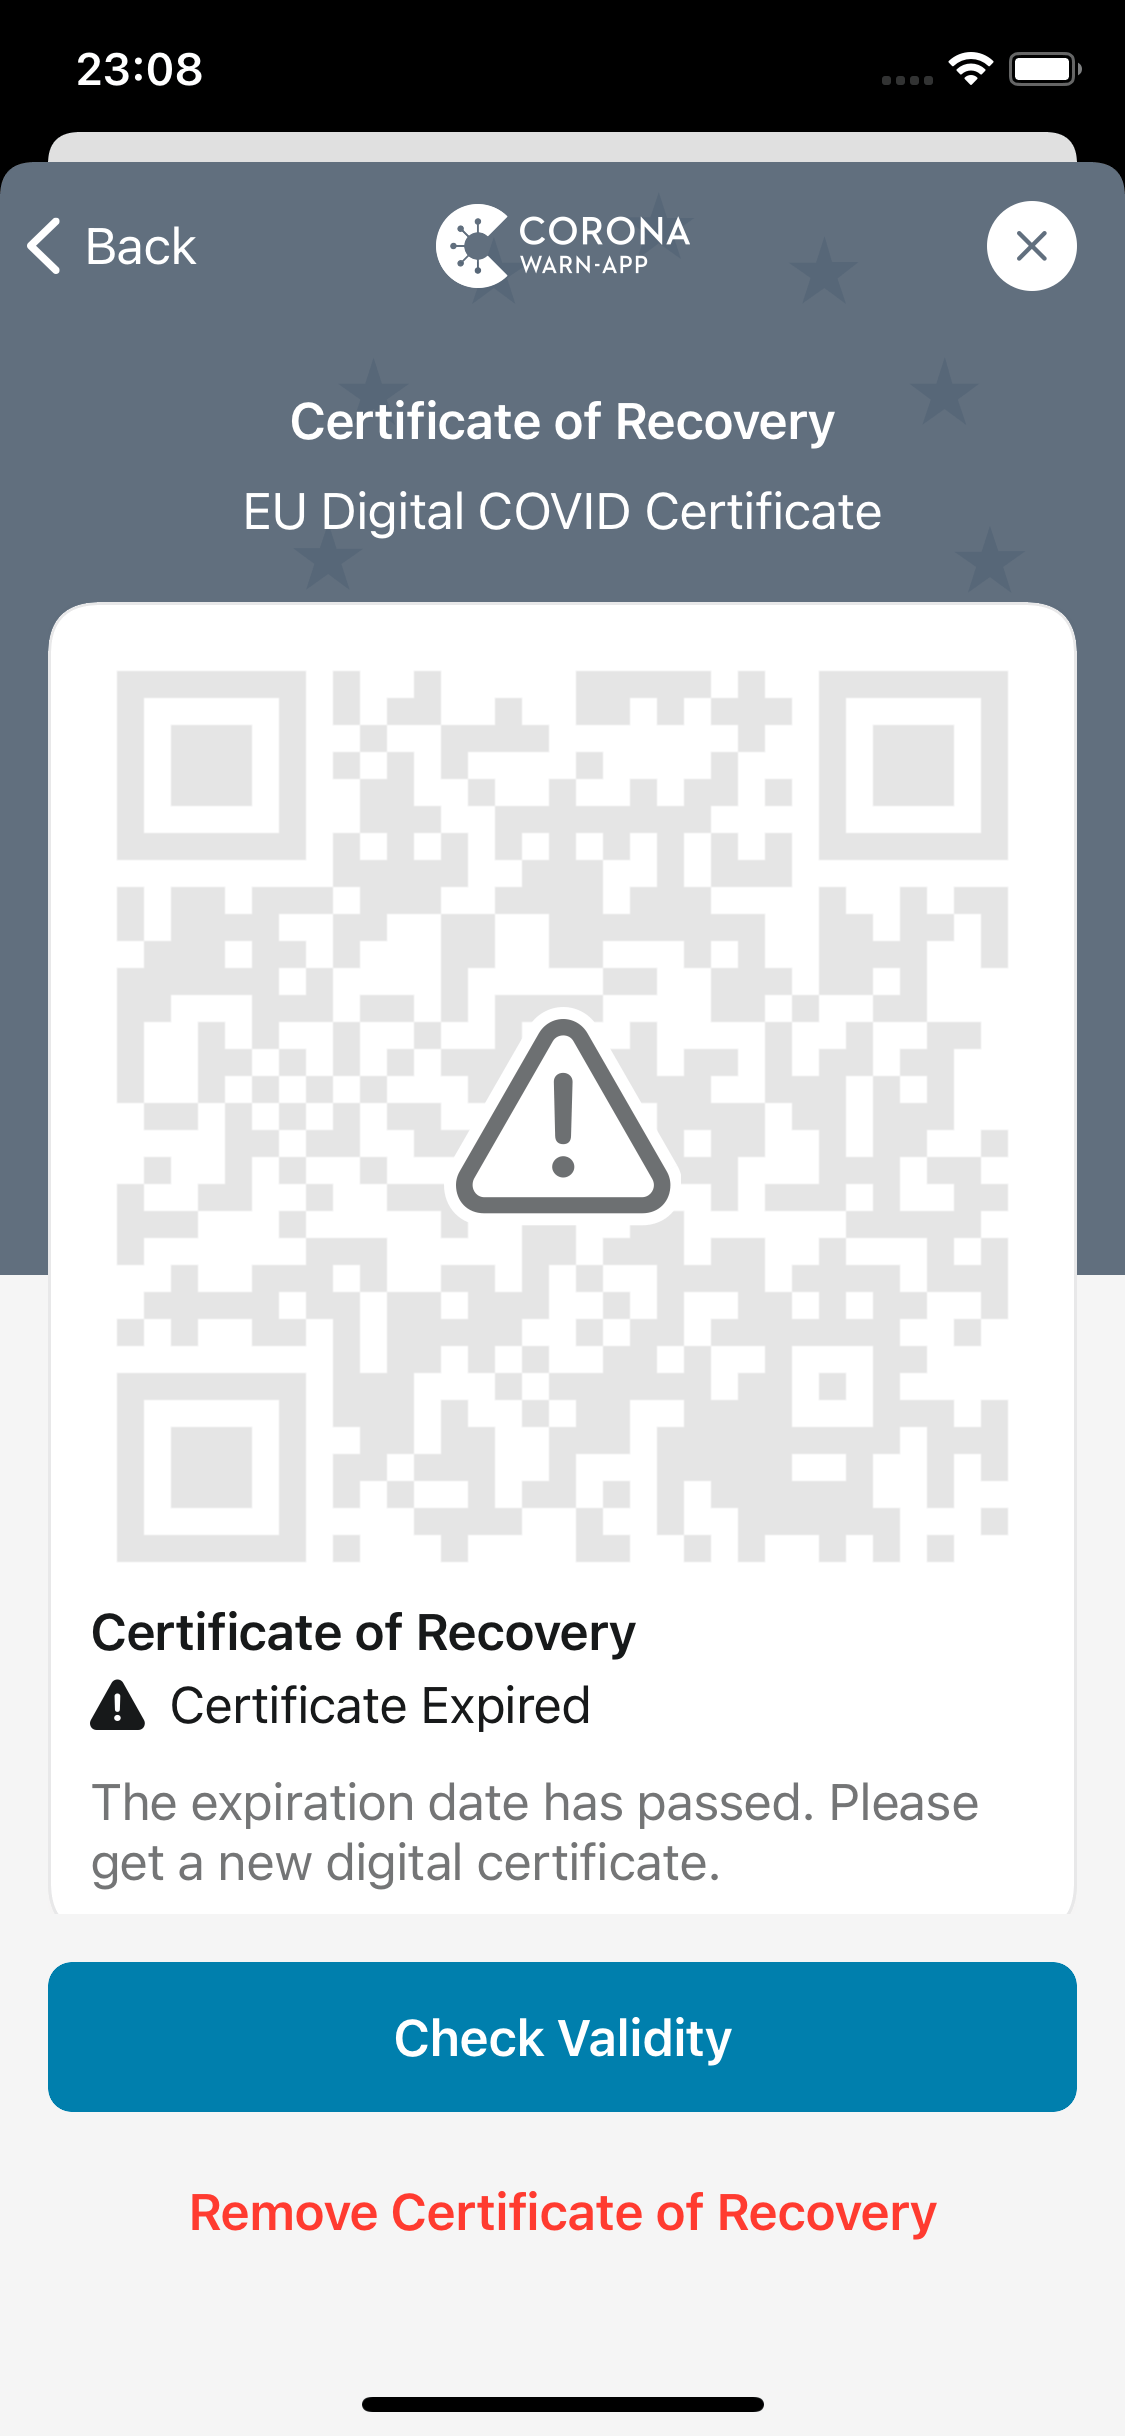 23:08
Back
CORONA
WARN-APP
Certificate of Recovery
EU Digital COVID Certificate
Certificate of Recovery
Certificate Expired
The expiration date has passed. Please
get a new digital certificate.
Check Validity
Remove Certificate of Recovery